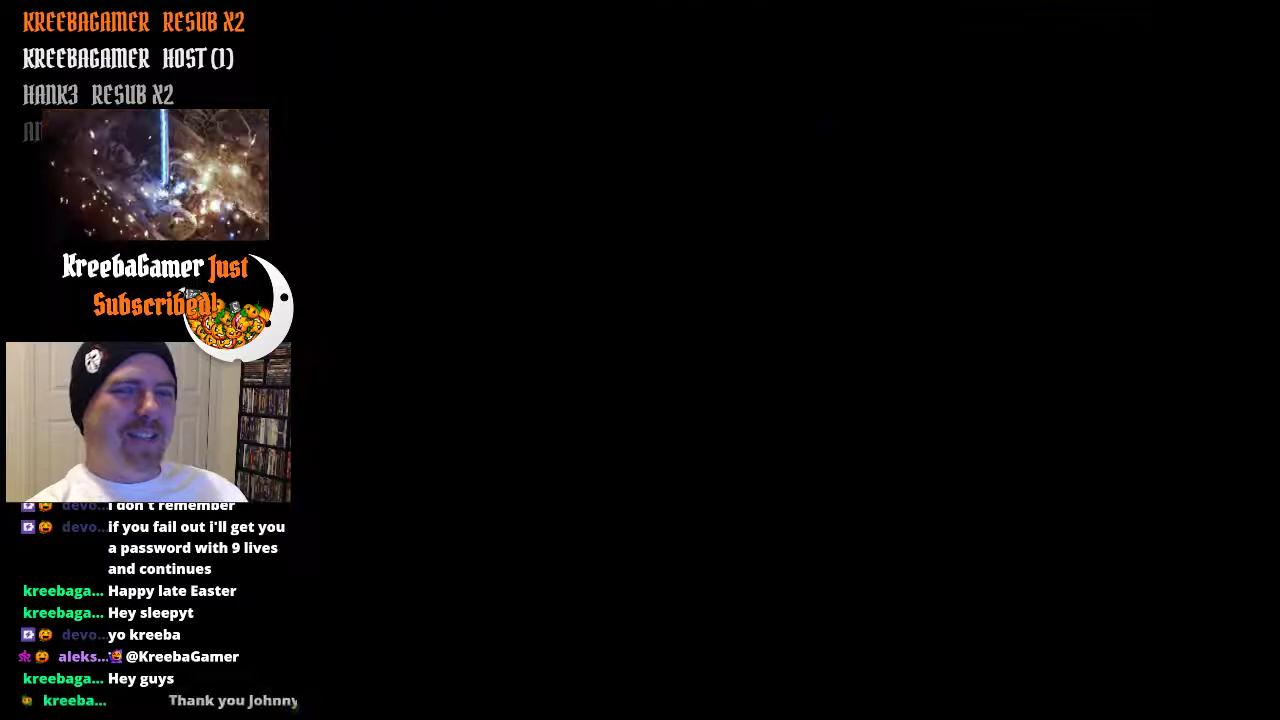 KREEBAGAMER RESUB X2
KREEBAGAMER HOST (1)
HANK3 RESUB X2
KreebaGamer Just
Subscribed!
devo... i don't remember
devo... if you fail out i'll get you
a password with 9 lives
and continues
kreebaga... Happy late Easter
kreebaga... Hey sleepyt
devo... yo kreeba
aleks... @KreebaGamer
kreebaga... Hey guys
kreeba... Thank you Johnny